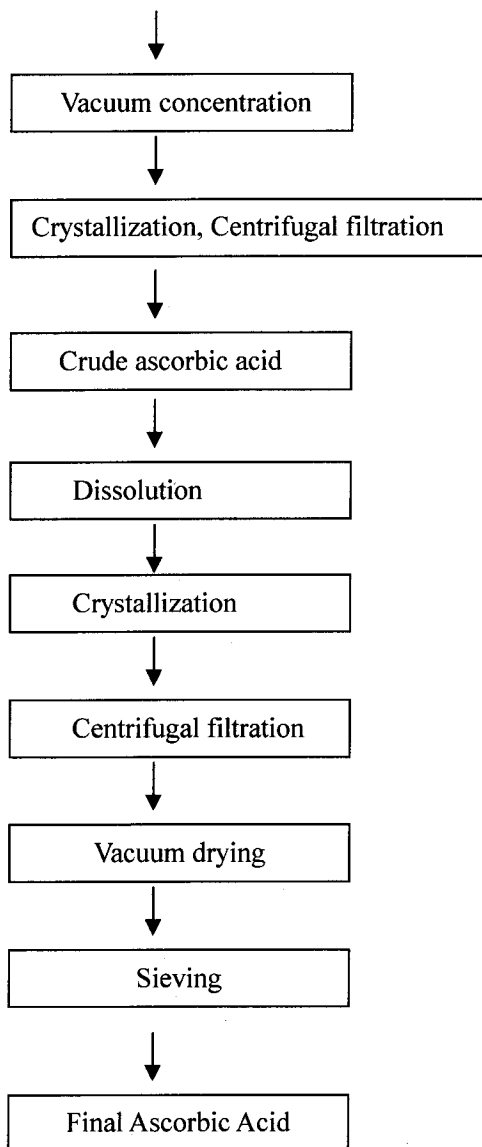 Vacuum concentration
Crystallization, Centrifugal filtration
Crude ascorbic acid
Dissolution
Crystallization
Centrifugal filtration
Vacuum drying
Sieving
Final Ascorbic Acid